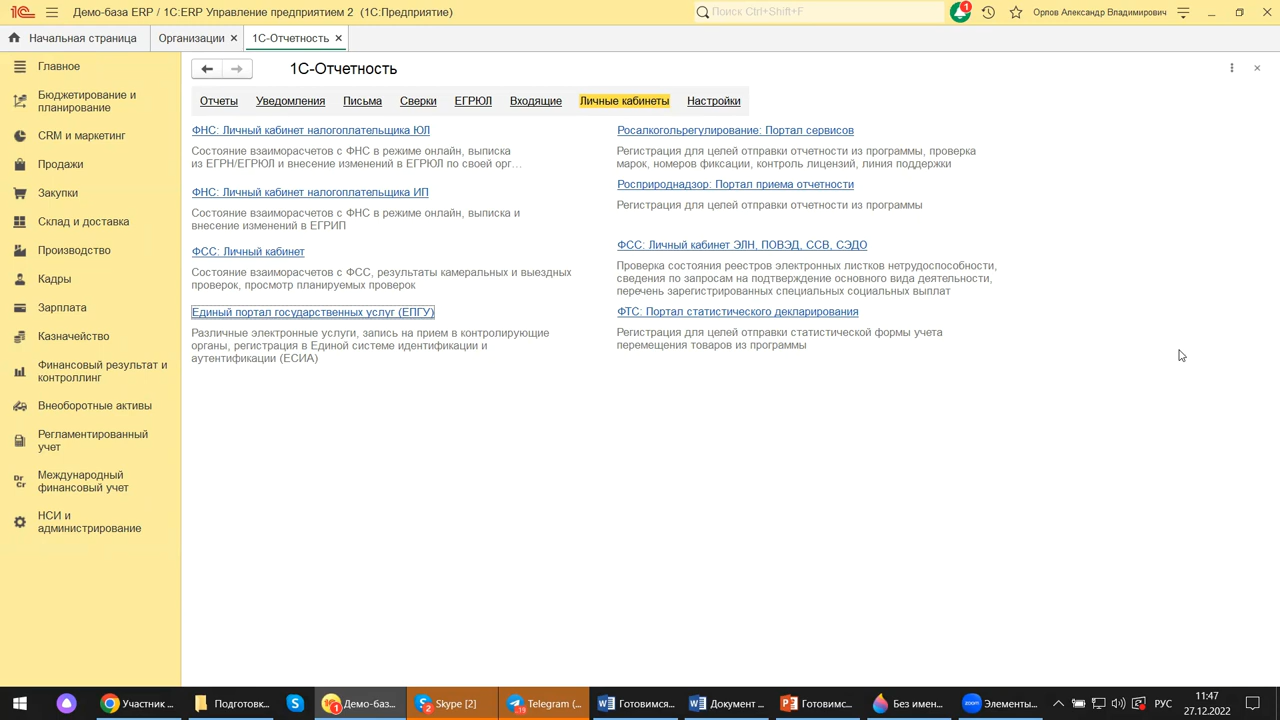 Демо-база ERP / 1С:ERP Управление предприятием 2 (1С:Предприятие)
Поиск Ctrl+Shift+F
1
Орлов Александр Владимирович
Начальная страница
Организации ×
1С-Отчетность ×
Главное
Бюджетирование и
планирование
CRM и маркетинг
Продажи
Закупки
Склад и доставка
Производство
Кадры
Зарплата
Казначейство
Финансовый результат и
контроллинг
Внеоборотные активы
Регламентированный
учет
Dr
Cr
Международный
финансовый учет
НСИ и
администрирование
1С-Отчетность
Отчеты Уведомления Письма Сверки ЕГРЮЛ Входящие Личные кабинеты Настройки
ФНС: Личный кабинет налогоплательщика ЮЛ
Состояние взаиморасчетов с ФНС в режиме онлайн, выписка
из ЕГРН/ЕГРЮЛ и внесение изменений в ЕГРЮЛ по своей орг...
ФНС: Личный кабинет налогоплательщика ИП
Состояние взаиморасчетов с ФНС в режиме онлайн, выписка и
внесение изменений в ЕГРИП
ФСС: Личный кабинет
Состояние взаиморасчетов с ФСС, результаты камеральных и выездных
проверок, просмотр планируемых проверок
Единый портал государственных услуг (ЕПГУ)
Различные электронные услуги, запись на прием в контролирующие
органы, регистрация в Единой системе идентификации и
аутентификации (ЕСИА)
Росалкогольрегулирование: Портал сервисов
Регистрация для целей отправки отчетности из программы, проверка
марок, номеров фиксации, контроль лицензий, линия поддержки
Росприроднадзор: Портал приема отчетности
Регистрация для целей отправки отчетности из программы
ФСС: Личный кабинет ЭЛН, ПОВЭД, ССВ, СЭДО
Проверка состояния реестров электронных листков нетрудоспособности,
сведения по запросам на подтверждение основного вида деятельности,
перечень зарегистрированных специальных социальных выплат
ФТС: Портал статистического декларирования
Регистрация для целей отправки статистической формы учета
перемещения товаров из программы
Участник ...
Подготовк...
Демо-баз...
Skype [2]
Telegram (...
Готовимся...
Документ ...
Готовимс...
Без имен...
Элементы...
РУС
11:47
27.12.2022